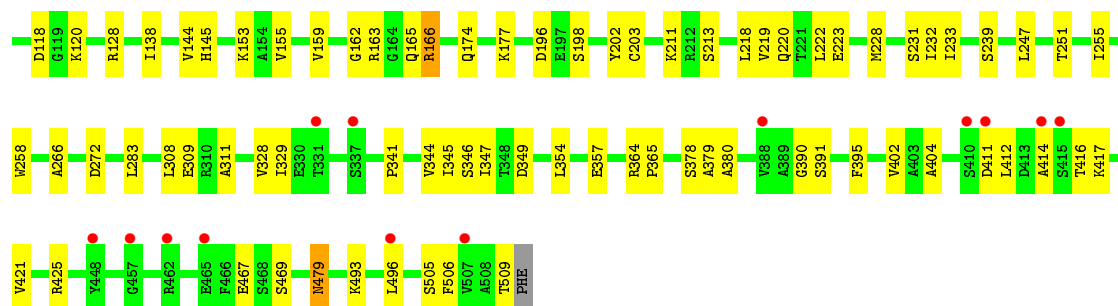 D118 G119 K120 R128 I138 V144 H145 K153 A154 V155 V159 G162 R163 G164 Q165 R166 Q174 K177 D196 E197 S198 Y202 C203 K211 R212 S213 L218 V219 Q220 T221 L222 E223 M228 S231 I232 I233 S239 L247 T251 I255
W258 A266 D272 L283 L308 E309 R310 A311 V328 I329 E330 T331 S337 P341 V344 I345 S346 I347 T348 D349 L354 E357 R364 P365 S378 A379 A380 V388 A389 G390 S391 F395 V402 A403 A404 S410 D411 L412 D413 A414 S415 T416 K417
V421 R425 Y448 G457 R462 E465 F466 E467 S468 S469 N479 K493 L496 S505 F506 V507 A508 T509 PHE